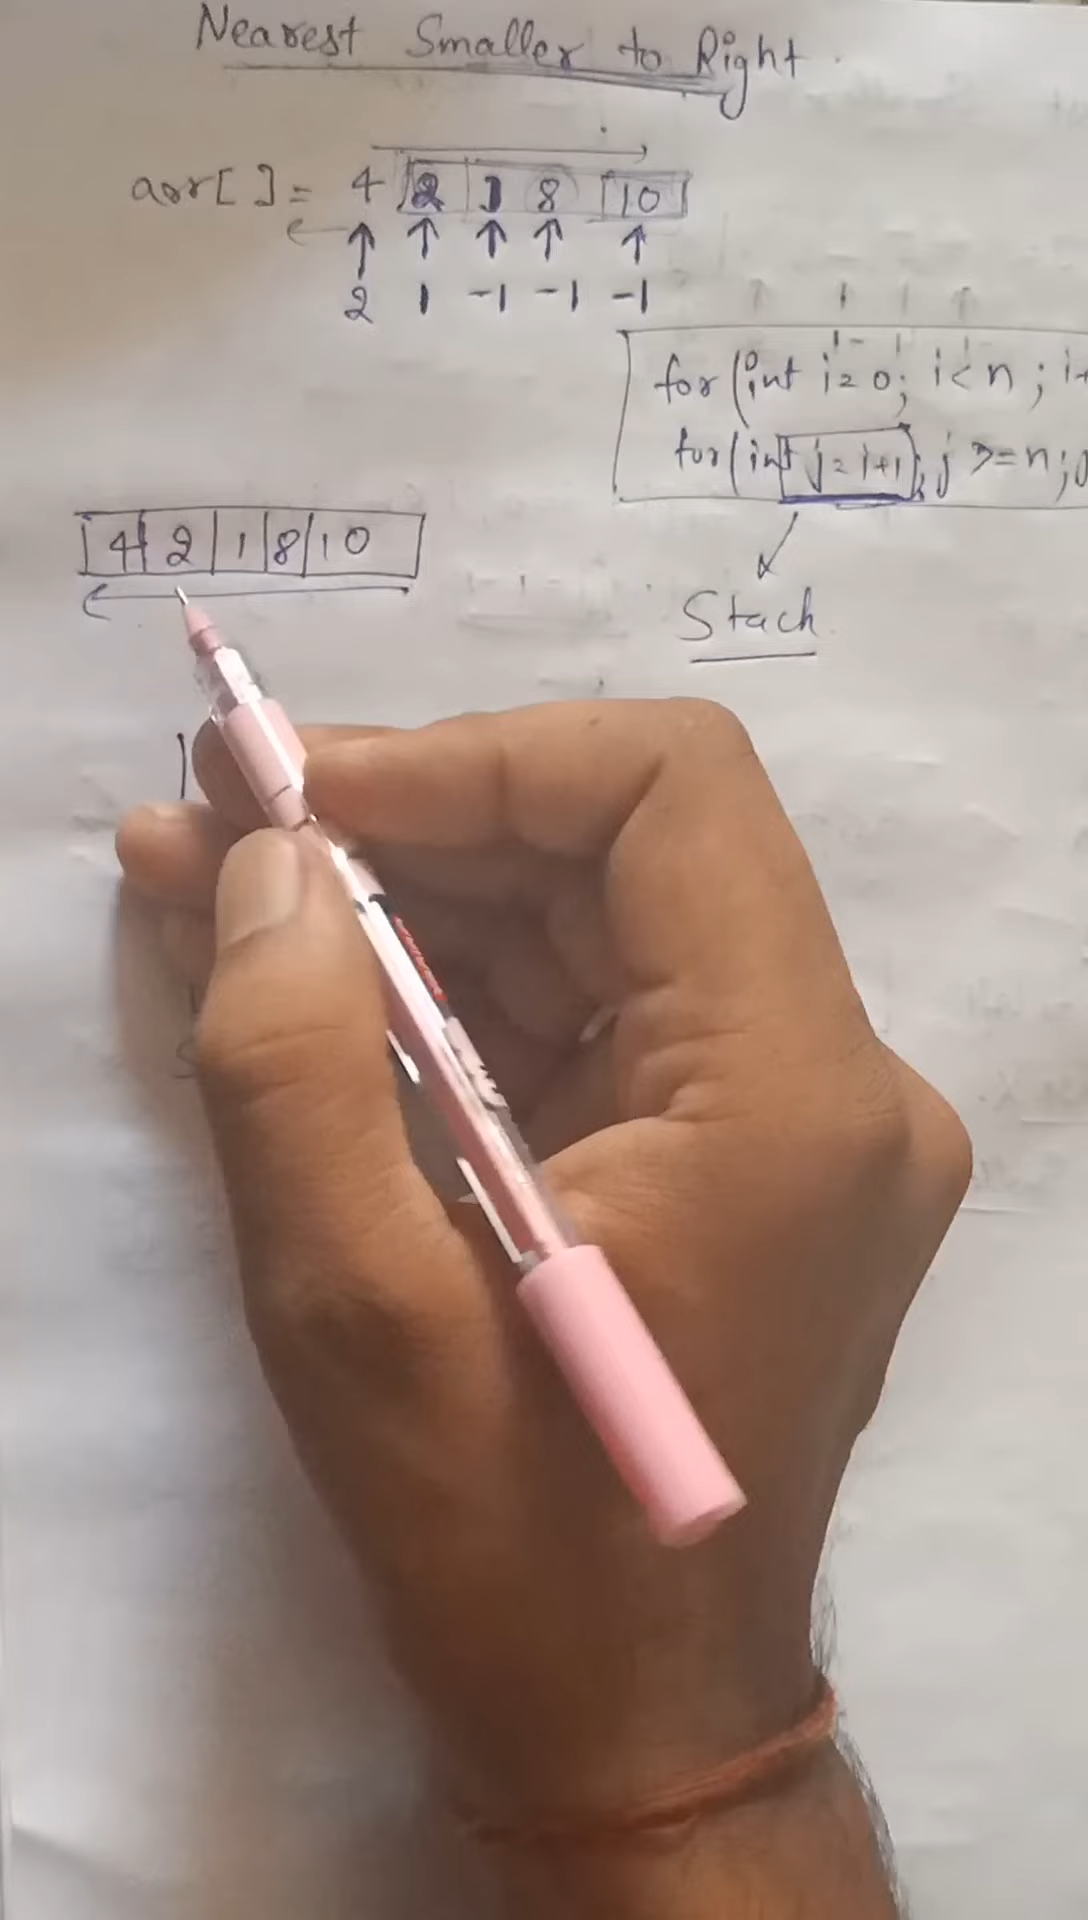 Nearest Smaller to Right
arr[ ] = 4 2 1 8 10
2 1 -1 -1 -1
for(int i=0; i<n; i+
for(int j=i+1; j>=n;j
4 2 1 8 10
Stack